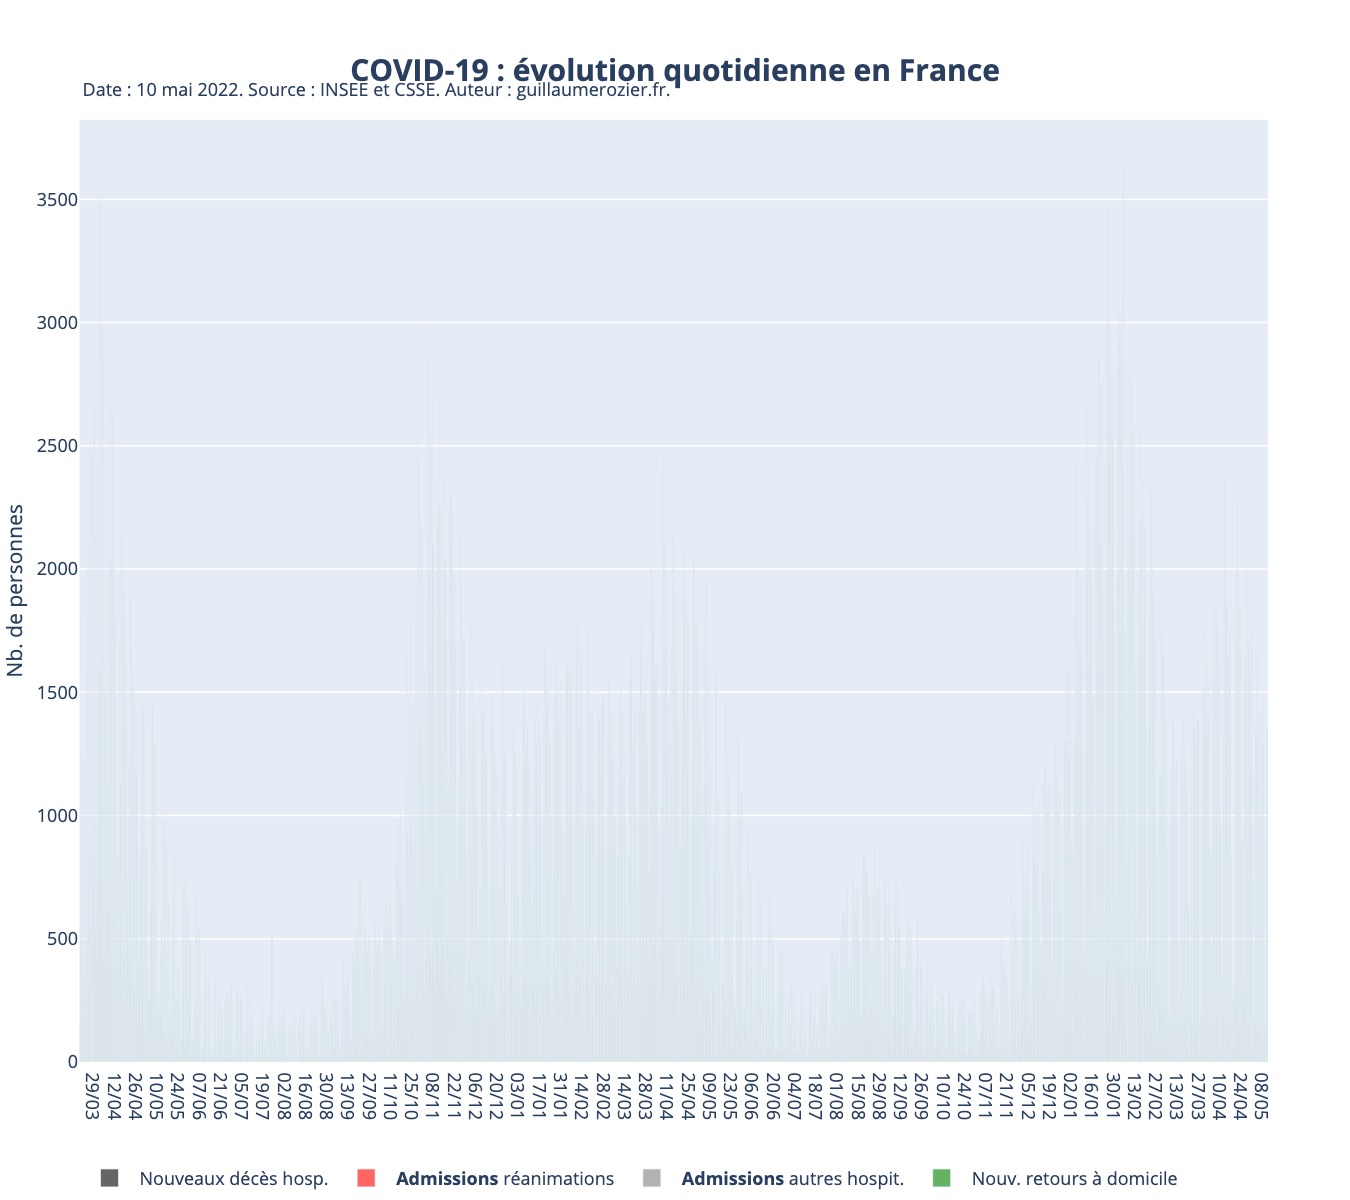 COVID-19 : évolution quotidienne en France
Date : 10 mai 2022. Source : INSEE et CSSE. Auteur : guillaumerozier.fr.
Nb. de personnes
3500
3000
2500
2000
1500
1000
500
0
29/03 12/04 26/04 10/05 24/05 07/06 21/06 05/07 19/07 02/08 16/08 30/08 13/09 27/09 11/10 25/10 08/11 22/11 06/12 20/12 03/01 17/01 31/01 14/02 28/02 14/03 28/03 11/04 25/04 09/05 23/05 06/06 20/06 04/07 18/07 01/08 15/08 29/08 12/09 26/09 10/10 24/10 07/11 21/11 05/12 19/12 02/01 16/01 30/01 13/02 27/02 13/03 27/03 10/04 24/04 08/05
Nouveaux décès hosp. Admissions réanimations Admissions autres hospit. Nouv. retours à domicile